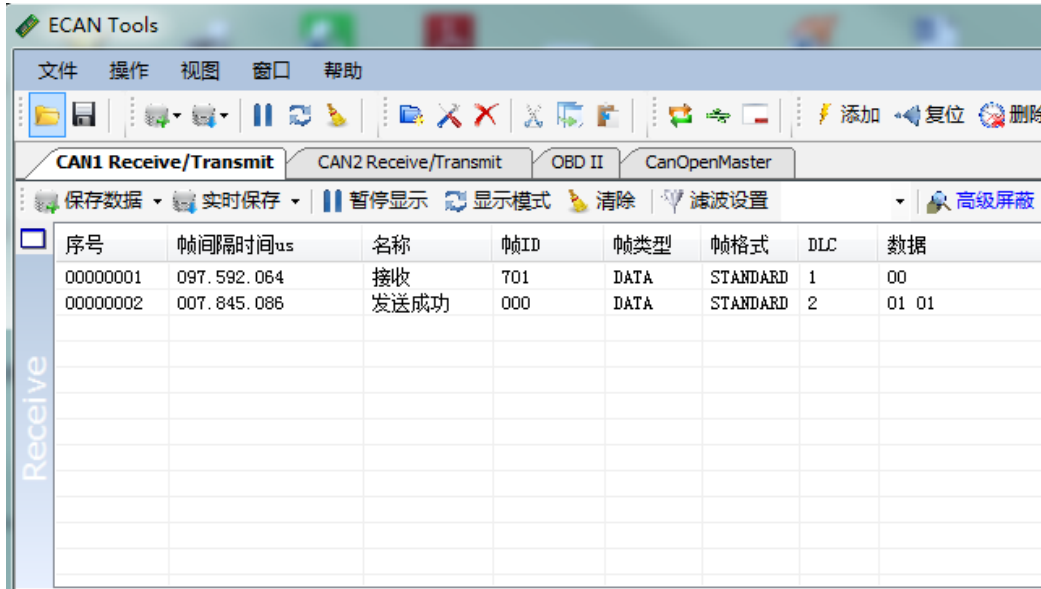 ECAN Tools
文件 操作 视图 窗口 帮助
添加 复位 删除
CAN1 Receive/Transmit CAN2 Receive/Transmit OBD II CanOpenMaster
保存数据 实时保存 暂停显示 显示模式 清除 滤波设置 高级屏蔽
序号 帧间隔时间us 名称 帧ID 帧类型 帧格式 DLC 数据
00000001 097.592.064 接收 701 DATA STANDARD 1 00
00000002 007.845.086 发送成功 000 DATA STANDARD 2 01 01
Receive